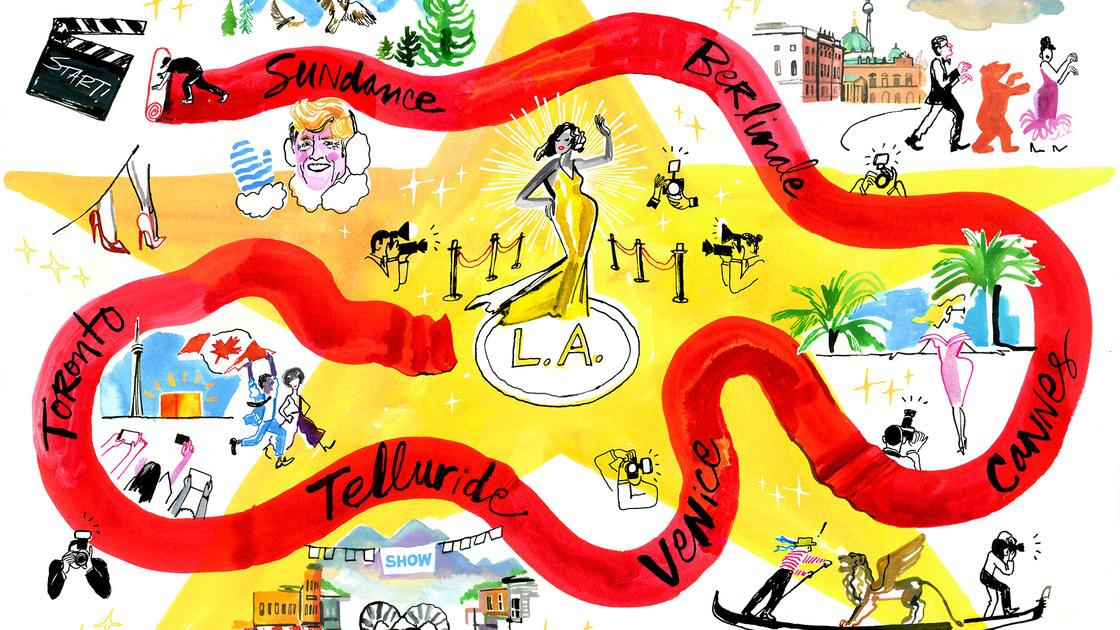 START!
SUNdance
Berlinale
Cannes
Venice
Telluride
SHOW
Toronto
L.A.